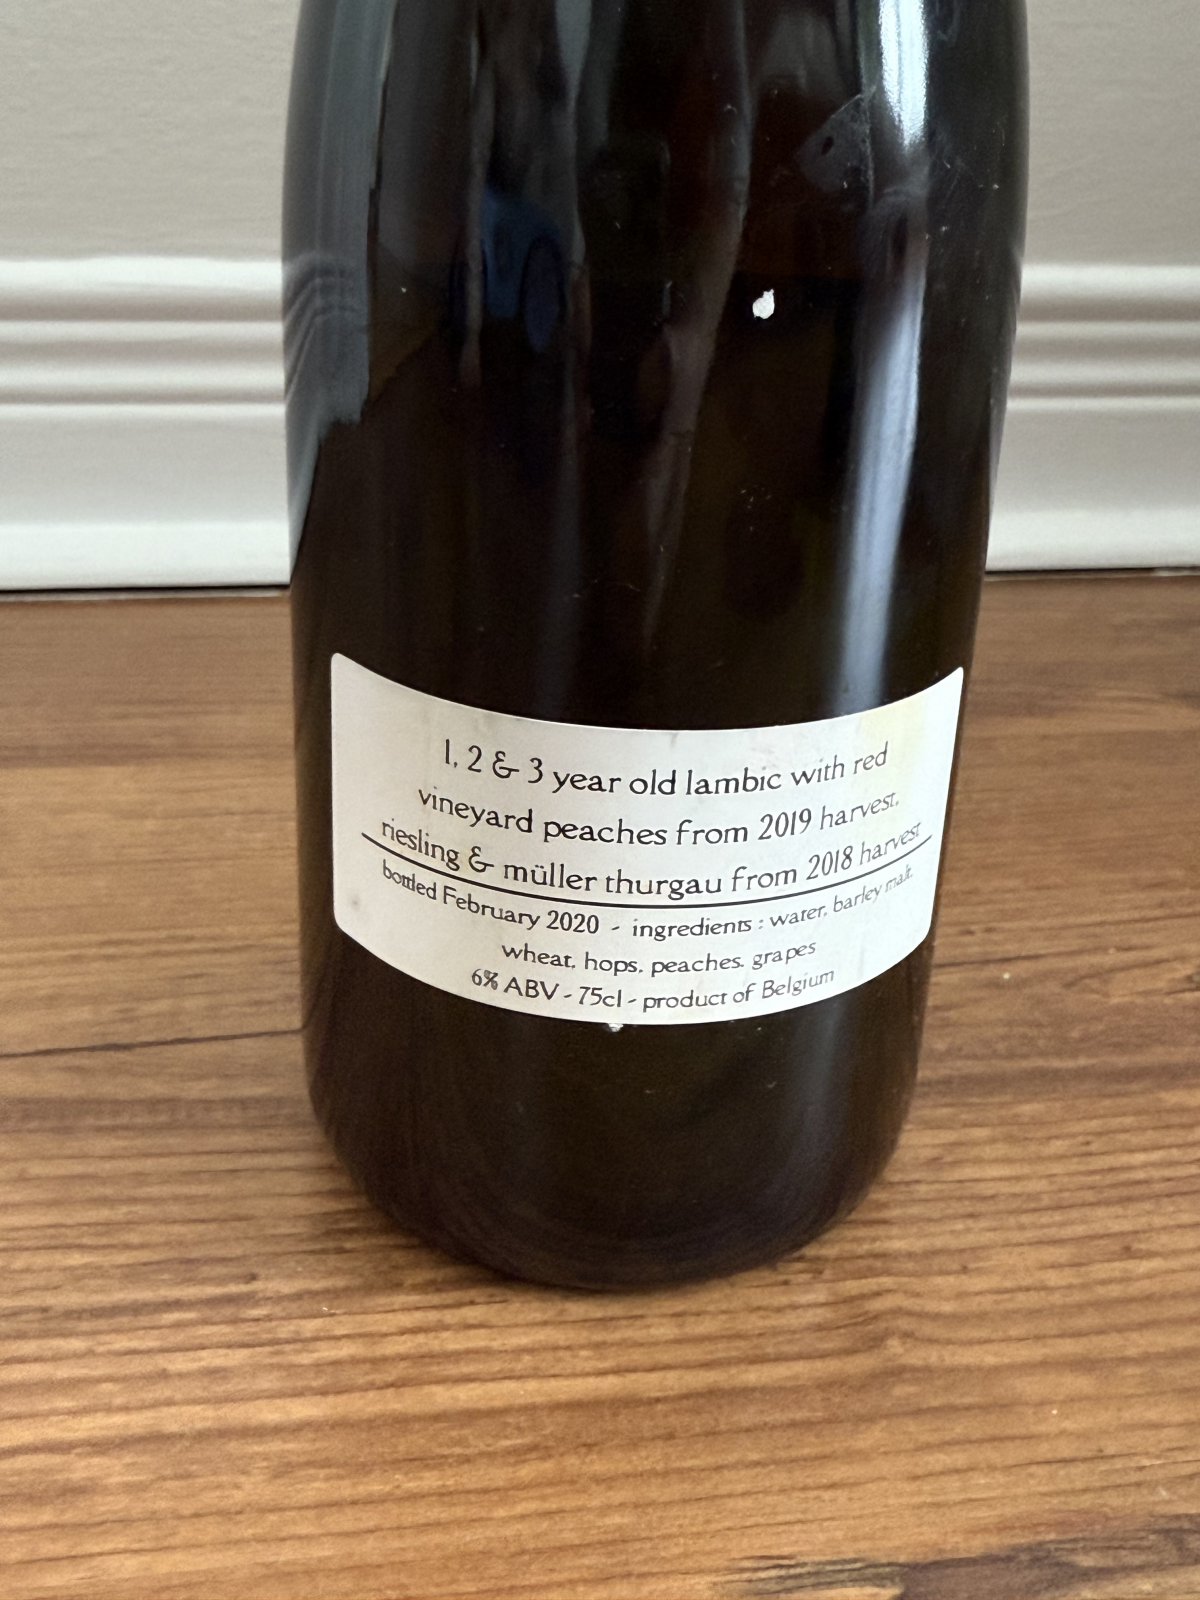 1, 2 & 3 year old lambic with red
vineyard peaches from 2019 harvest,
riesling & müller thurgau from 2018 harvest
bottled February 2020 - ingredients : water, barley malt,
wheat, hops, peaches, grapes
6% ABV - 75cl - product of Belgium